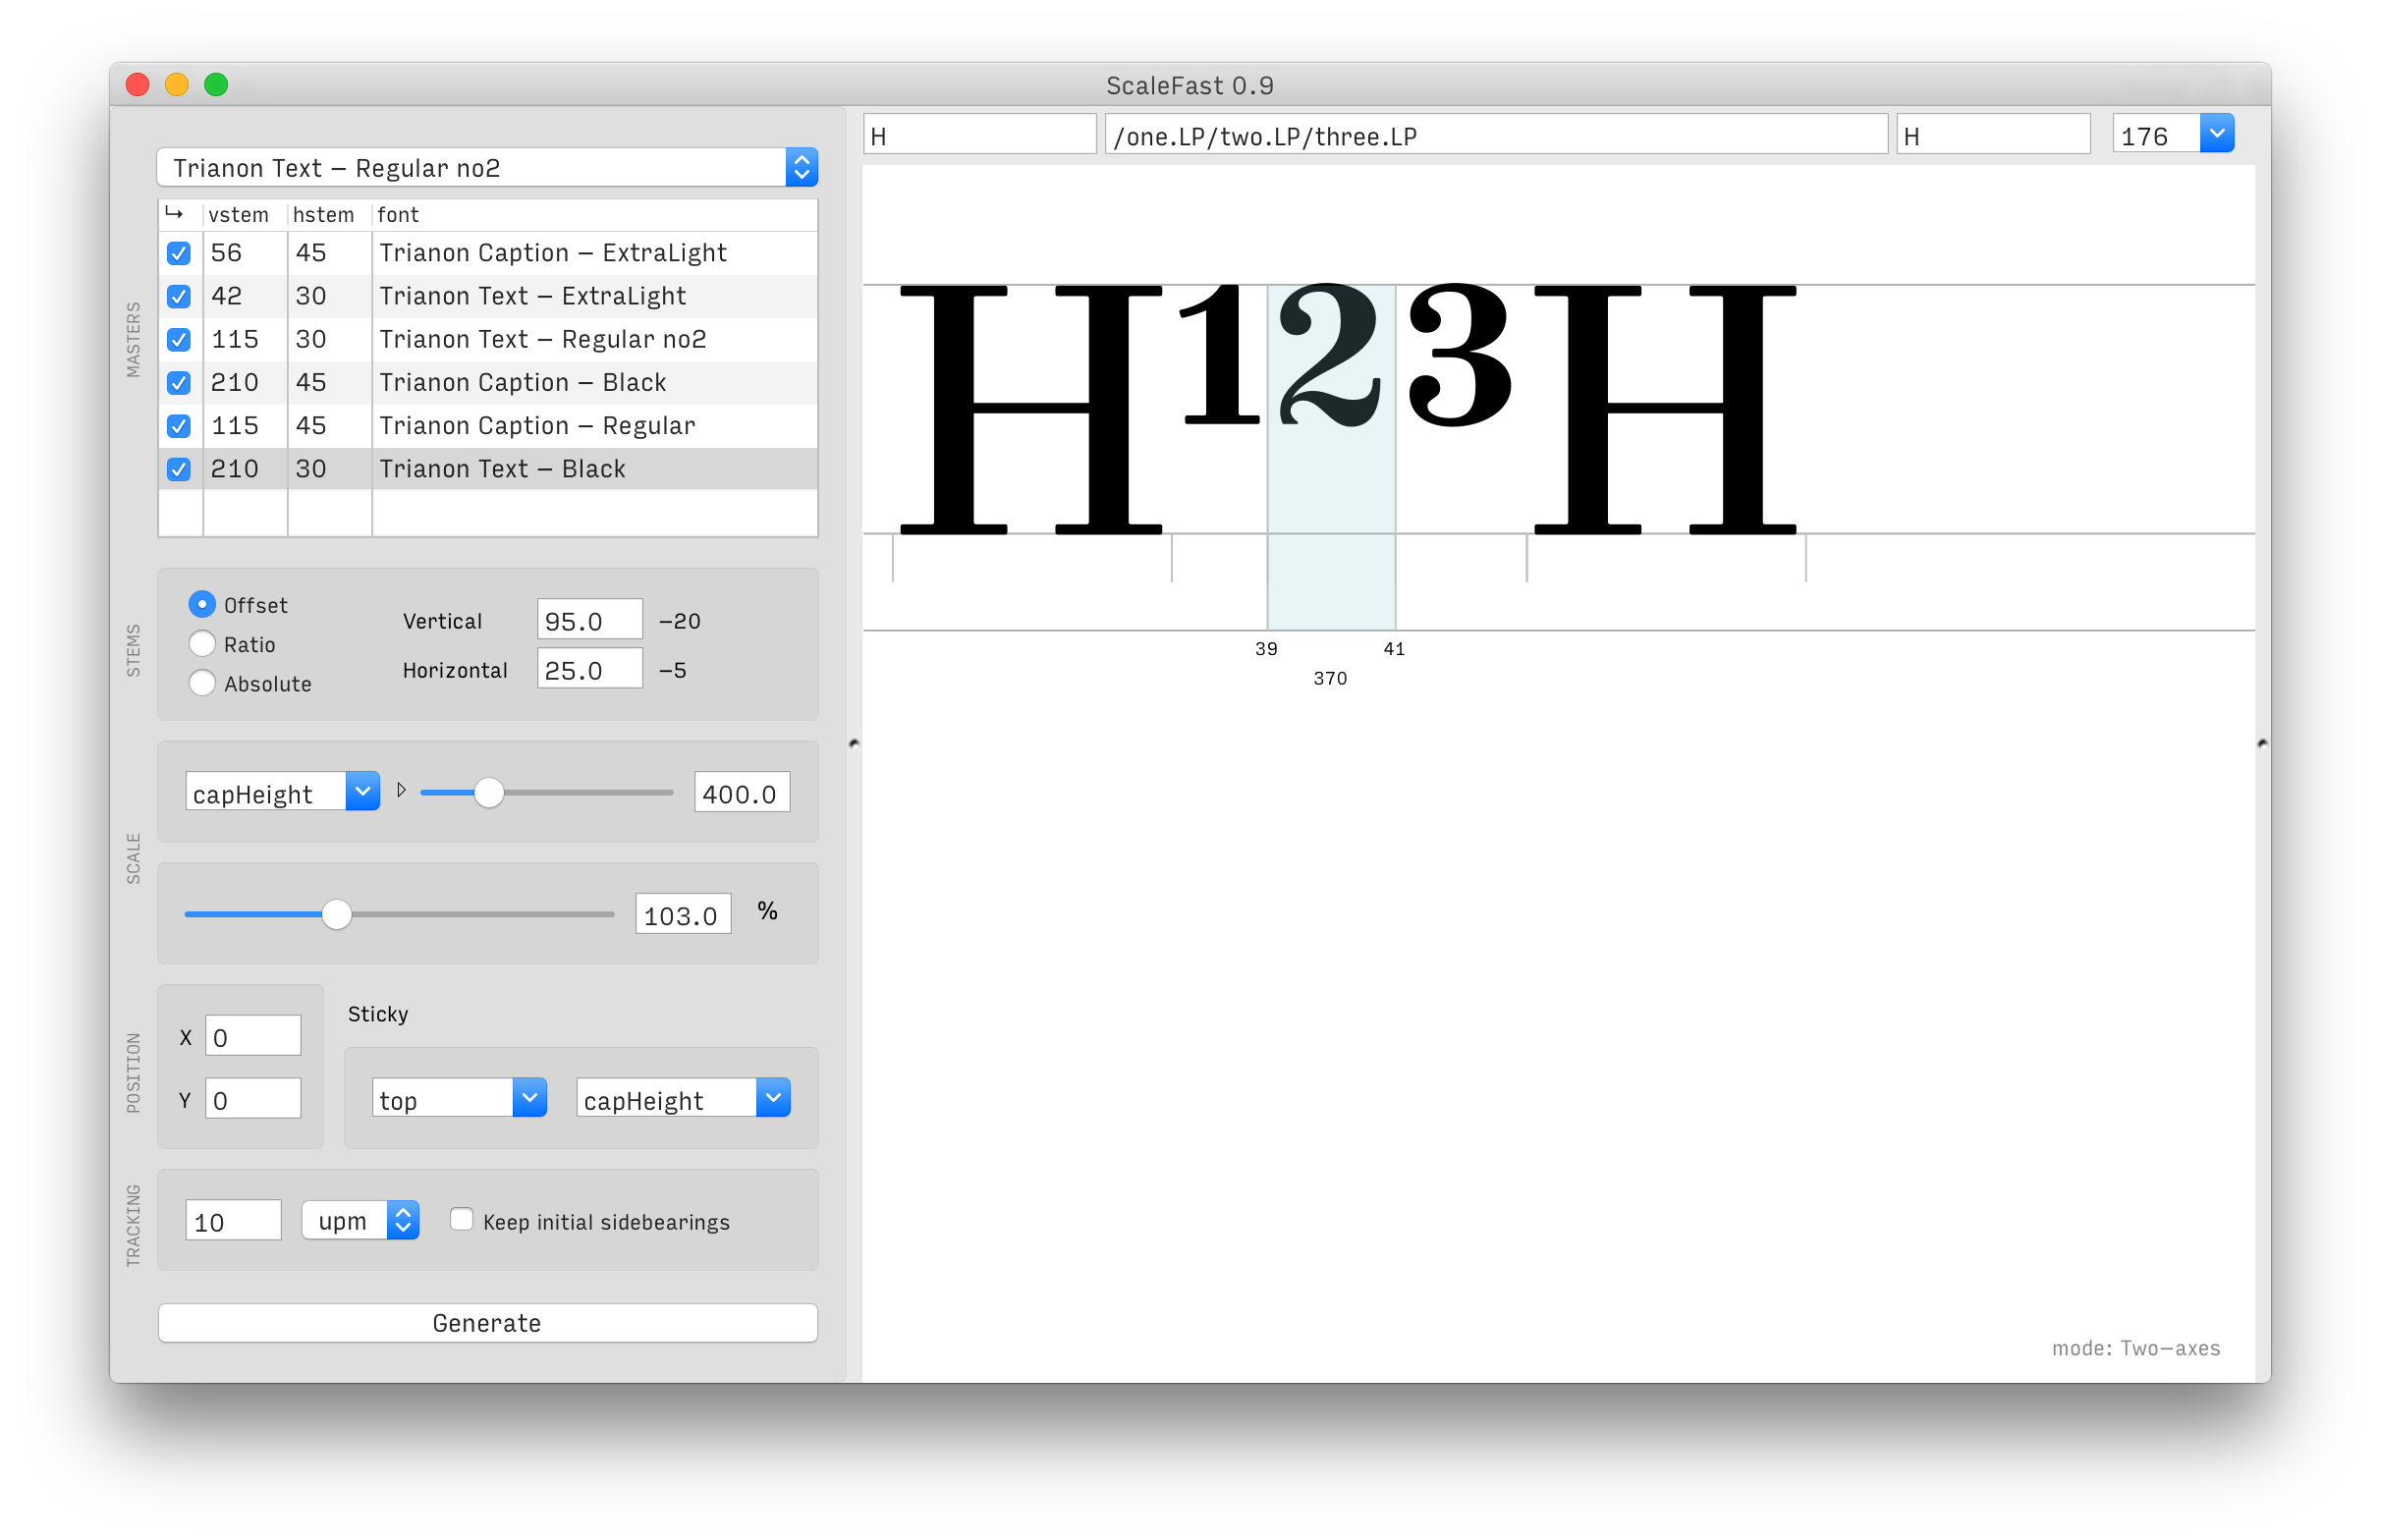 ScaleFast 0.9
H /one.LP/two.LP/three.LP H 176
Trianon Text – Regular no2
vstem hstem font
56 45 Trianon Caption – ExtraLight
42 30 Trianon Text – ExtraLight
115 30 Trianon Text – Regular no2
210 45 Trianon Caption – Black
115 45 Trianon Caption – Regular
210 30 Trianon Text – Black
MASTERS
H123H
39 41
370
STEMS
Offset
Ratio
Absolute
Vertical 95.0 –20
Horizontal 25.0 –5
SCALE
capHeight 400.0
103.0 %
POSITION
X 0
Y 0
Sticky
top capHeight
TRACKING
10 upm Keep initial sidebearings
Generate
mode: Two–axes